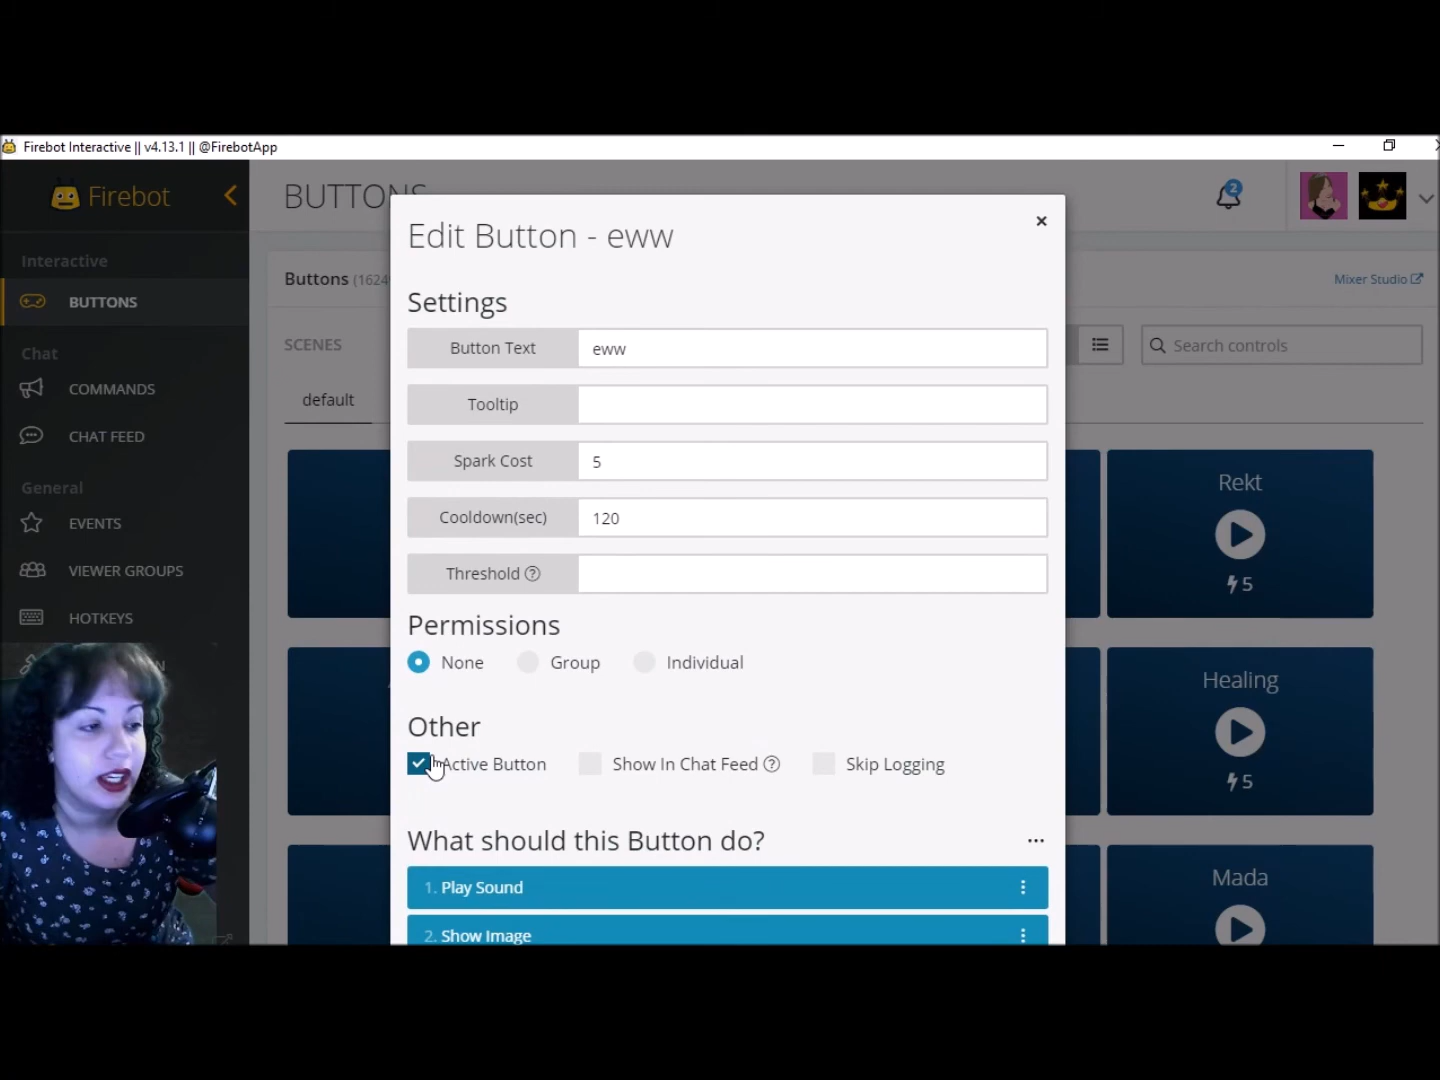 Firebot Interactive || v4.13.1 || @FirebotApp
Firebot
BUTTONS
2
Interactive
BUTTONS
Chat
COMMANDS
CHAT FEED
General
EVENTS
VIEWER GROUPS
HOTKEYS
Buttons (1624
Mixer Studio
SCENES
Search controls
default
Rekt
5
Healing
5
Mada
Edit Button - eww
Settings
Button Text eww
Tooltip
Spark Cost 5
Cooldown(sec) 120
Threshold
Permissions
None Group Individual
Other
Active Button Show In Chat Feed Skip Logging
What should this Button do?
1. Play Sound
2. Show Image